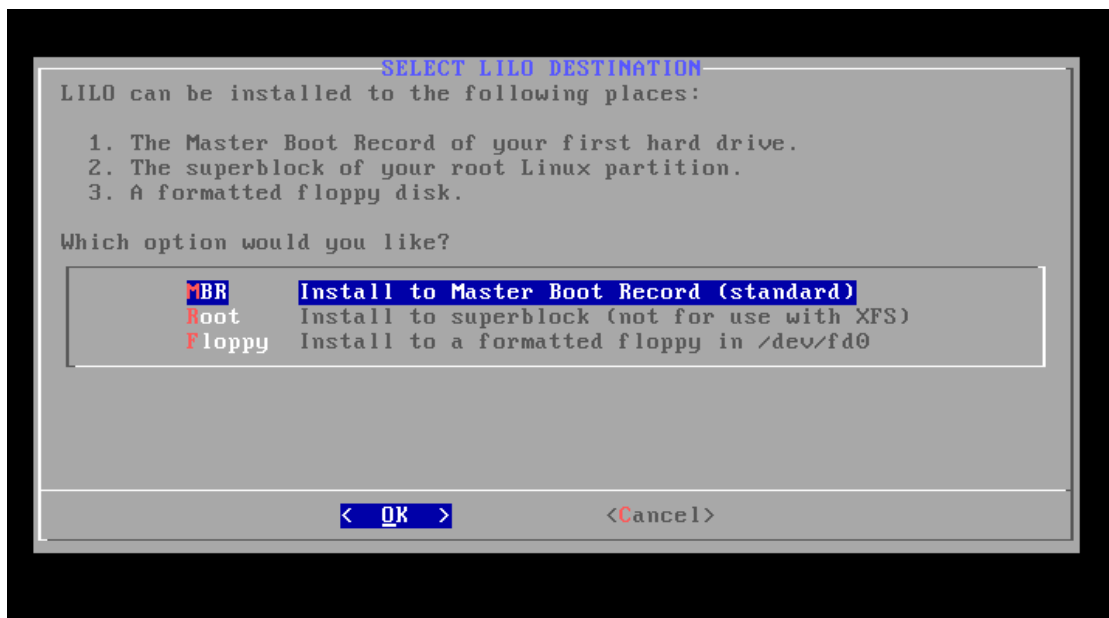 SELECT LILO DESTINATION
LILO can be installed to the following places:
1. The Master Boot Record of your first hard drive.
2. The superblock of your root Linux partition.
3. A formatted floppy disk.
Which option would you like?
MBR Install to Master Boot Record (standard)
Root Install to superblock (not for use with XFS)
Floppy Install to a formatted floppy in /dev/fd0
< OK > <Cancel>